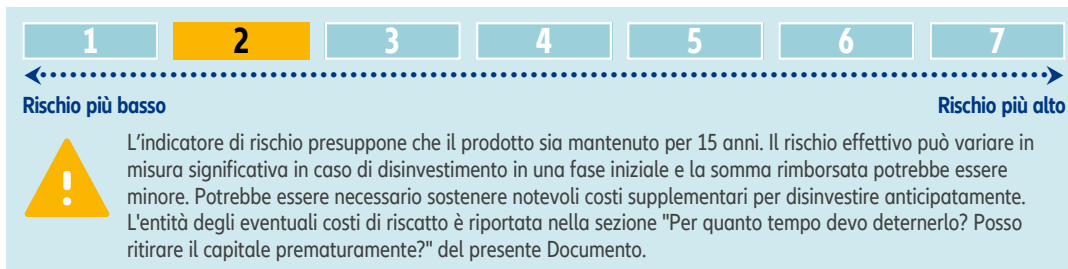 1 2 3 4 5 6 7
Rischio più basso Rischio più alto
L'indicatore di rischio presuppone che il prodotto sia mantenuto per 15 anni. Il rischio effettivo può variare in
misura significativa in caso di disinvestimento in una fase iniziale e la somma rimborsata potrebbe essere
minore. Potrebbe essere necessario sostenere notevoli costi supplementari per disinvestire anticipatamente.
L'entità degli eventuali costi di riscatto è riportata nella sezione "Per quanto tempo devo deternerlo? Posso
ritirare il capitale prematuramente?" del presente Documento.